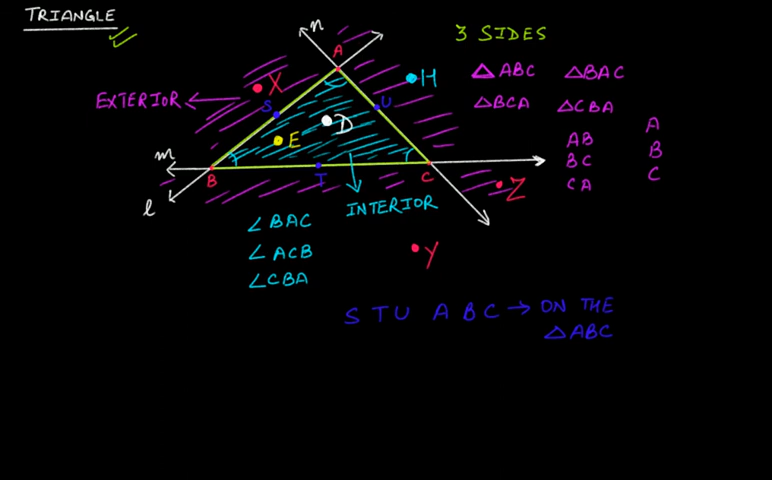 TRIANGLE
n
A
3 SIDES
△ABC △BAC
X
H
EXTERIOR
S
U
△BCA △CBA
D
E
AB A
BC B
CA C
m
B
T
C
l
INTERIOR
Z
∠BAC
∠ACB
Y
∠CBA
S T U A B C → ON THE
△ABC